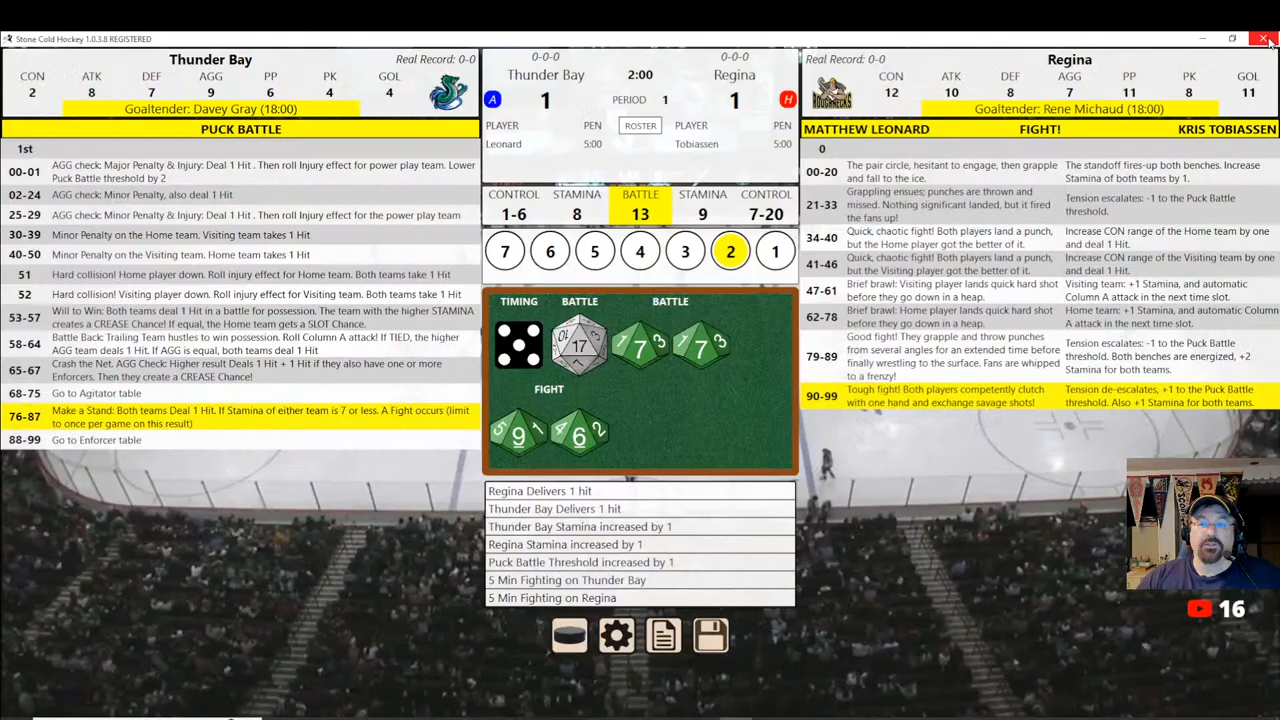 Stone Cold Hockey 1.0.3.8 REGISTERED
Thunder Bay
Real Record: 0-0
CON ATK DEF AGG PP PK GOL
2 8 7 9 6 4 4
Goaltender: Davey Gray (18:00)
PUCK BATTLE
1st
00-01 AGG check: Major Penalty & Injury: Deal 1 Hit . Then roll Injury effect for power play team. Lower
Puck Battle threshold by 2
02-24 AGG check: Minor Penalty, also deal 1 Hit
25-29 AGG check: Minor Penalty & Injury: Deal 1 Hit . Then roll Injury effect for the power play team
30-39 Minor Penalty on the Home team. Visiting team takes 1 Hit
40-50 Minor Penalty on the Visiting team. Home team takes 1 Hit
51 Hard collision! Home player down. Roll injury effect for Home team. Both teams take 1 Hit
52 Hard collision! Visiting player down. Roll injury effect for Visiting team. Both teams take 1 Hit
53-57 Will to Win: Both teams deal 1 Hit in a battle for possession. The team with the higher STAMINA
creates a CREASE Chance! If equal, the Home team gets a SLOT Chance.
58-64 Battle Back: Trailing Team hustles to win possession. Roll Column A attack! If TIED, the higher
AGG team deals 1 Hit. If AGG is equal, both teams deal 1 Hit
65-67 Crash the Net. AGG Check: Higher result Deals 1 Hit + 1 Hit if they also have one or more
Enforcers. Then they create a CREASE Chance!
68-75 Go to Agitator table
76-87 Make a Stand: Both teams Deal 1 Hit. If Stamina of either team is 7 or less. A Fight occurs (limit
to once per game on this result)
88-99 Go to Enforcer table
0-0-0 0-0-0
Thunder Bay 2:00 Regina
A 1 PERIOD 1 1 H
PLAYER PEN ROSTER PLAYER PEN
Leonard 5:00 Tobiassen 5:00
CONTROL STAMINA BATTLE STAMINA CONTROL
1-6 8 13 9 7-20
7 6 5 4 3 2 1
TIMING BATTLE BATTLE
17 1 7 3 1 7 3
FIGHT
5 9 1 4 6 2
Regina Delivers 1 hit
Thunder Bay Delivers 1 hit
Thunder Bay Stamina increased by 1
Regina Stamina increased by 1
Puck Battle Threshold increased by 1
5 Min Fighting on Thunder Bay
5 Min Fighting on Regina
Real Record: 0-0
Regina
ROUGHNECKS
CON ATK DEF AGG PP PK GOL
12 10 8 7 11 8 11
Goaltender: Rene Michaud (18:00)
MATTHEW LEONARD FIGHT! KRIS TOBIASSEN
0
00-20 The pair circle, hesitant to engage, then grapple
and fall to the ice.
The standoff fires-up both benches. Increase
Stamina of both teams by 1.
21-33 Grappling ensues; punches are thrown and
missed. Nothing significant landed, but it fired
the fans up!
Tension escalates: -1 to the Puck Battle
threshold.
34-40 Quick, chaotic fight! Both players land a punch,
but the Home player got the better of it.
Increase CON range of the Home team by one
and deal 1 Hit.
41-46 Quick, chaotic fight! Both players land a punch,
but the Visiting player got the better of it.
Increase CON range of the Visiting Team by one
and deal 1 Hit.
47-61 Brief brawl: Visiting player lands quick hard shot
before they go down in a heap.
Visiting team: +1 Stamina, and automatic
Column A attack in the next time slot.
62-78 Brief brawl: Home player lands quick hard shot
before they go down in a heap.
Home team: +1 Stamina, and automatic Column
A attack in the next time slot.
79-89 Good fight! They grapple and throw punches
from several angles for an extended time before
finally wrestling to the surface. Fans are whipped
to a frenzy!
Tension escalates: -1 to the Puck Battle
threshold. Both benches are energized, +2
Stamina for both teams.
90-99 Tough fight! Both players competently clutch
with one hand and exchange savage shots!
Tension de-escalates, +1 to the Puck Battle
threshold. Also +1 Stamina for both teams.
16